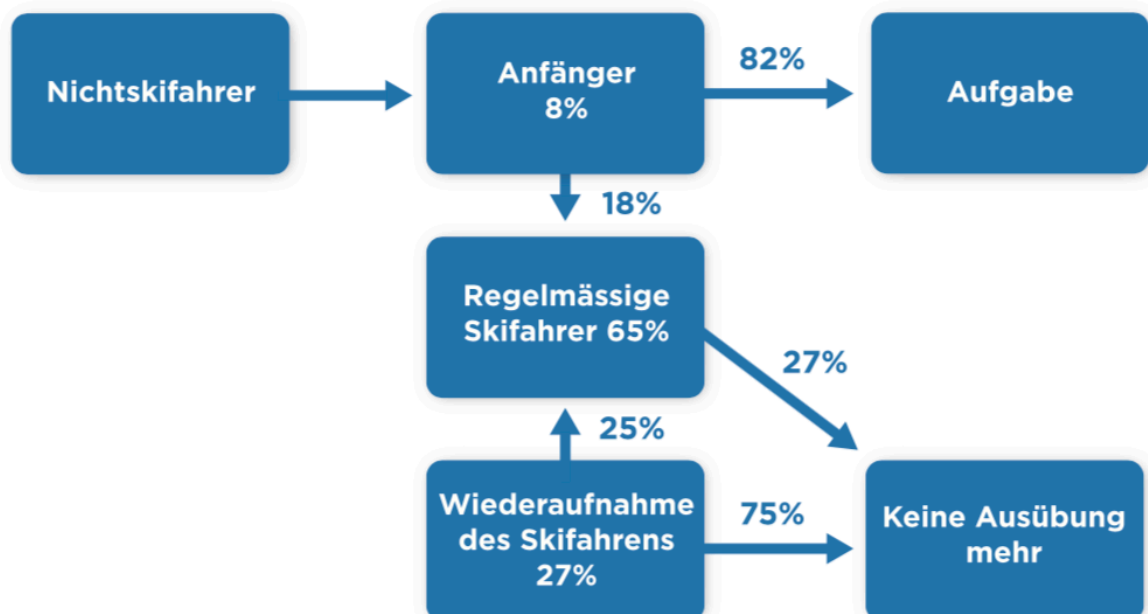 Nichtskifahrer
Anfänger
8%
82%
Aufgabe
18%
Regelmässige
Skifahrer 65%
27%
25%
Wiederaufnahme
des Skifahrens
27%
75%
Keine Ausübung
mehr